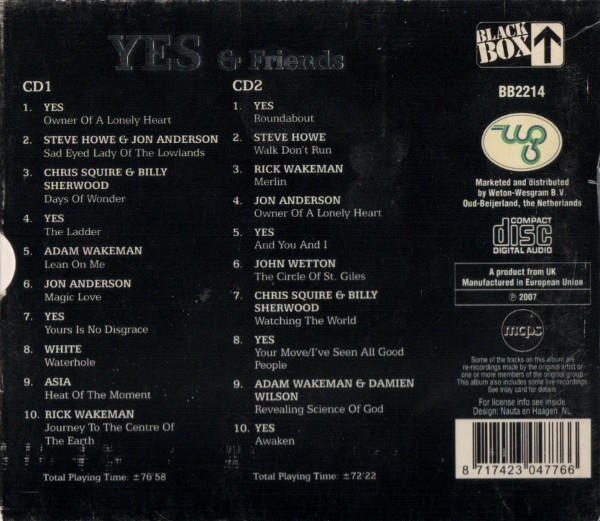 YES & Friends
CD1
1. YES
Owner Of A Lonely Heart
2. STEVE HOWE & JON ANDERSON
Sad Eyed Lady Of The Lowlands
3. CHRIS SQUIRE & BILLY
SHERWOOD
Days Of Wonder
4. YES
The Ladder
5. ADAM WAKEMAN
Lean On Me
6. JON ANDERSON
Magic Love
7. YES
Yours Is No Disgrace
8. WHITE
Waterhole
9. ASIA
Heat Of The Moment
10. RICK WAKEMAN
Journey To The Centre Of
The Earth
Total Playing Time: ±76'58
CD2
1. YES
Roundabout
2. STEVE HOWE
Walk Don't Run
3. RICK WAKEMAN
Merlin
4. JON ANDERSON
Owner Of A Lonely Heart
5. YES
And You And I
6. JOHN WETTON
The Circle Of St. Giles
7. CHRIS SQUIRE & BILLY
SHERWOOD
Watching The World
8. YES
Your Move/I've Seen All Good
People
9. ADAM WAKEMAN & DAMIEN
WILSON
Revealing Science Of God
10. YES
Awaken
Total Playing Time: ±72'22
BLACK
BOX
BB2214
Marketed and distributed
by Weton-Wesgram B.V.
Oud-Beijerland, the Netherlands
COMPACT
disc
DIGITAL AUDIO
A product from UK
Manufactured in European Union
℗ 2007
mcps
Some of the tracks on this album are
re-recordings made by the original artist or
one or more members of the original group.
This album also includes some live recordings.
See inlay card for details
For license info see inside.
Design: Nauta en Haagen, NL
8 717423 047766